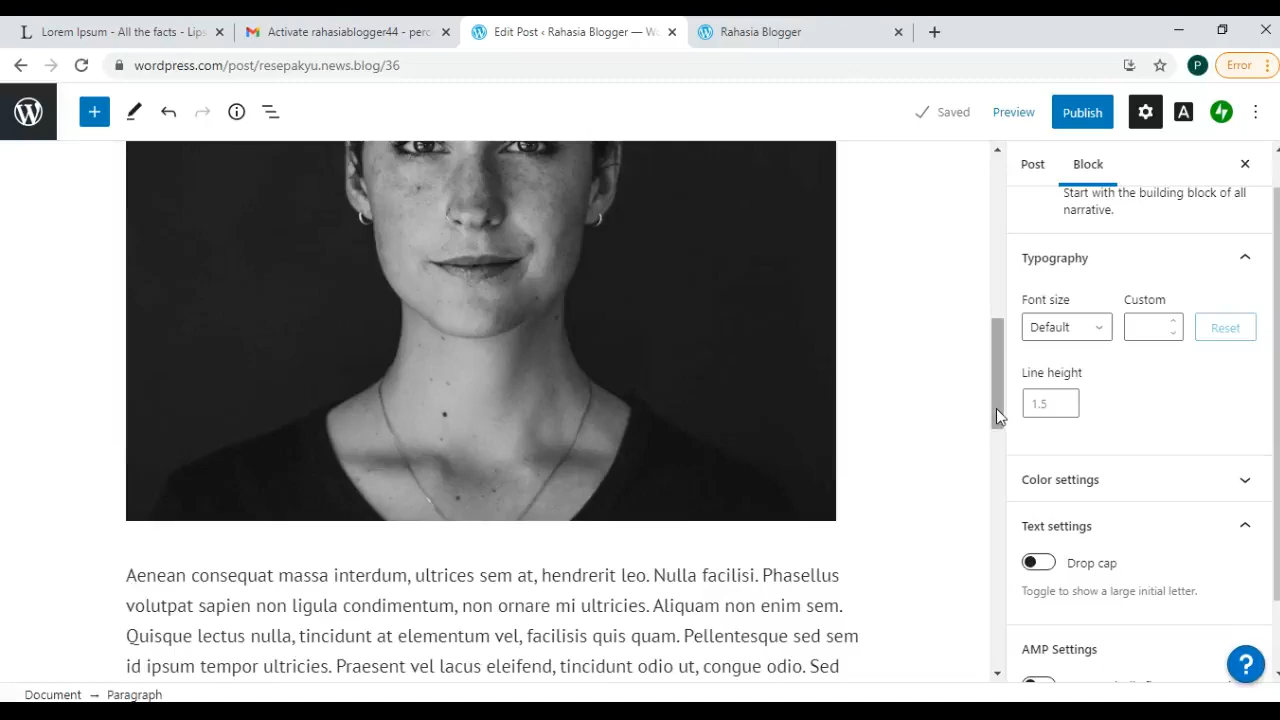 Lorem Ipsum - All the facts - Lips
Activate rahasiablogger44 - perc
Edit Post ‹ Rahasia Blogger — W
Rahasia Blogger
wordpress.com/post/resepakyu.news.blog/36
P
Error
Saved
Preview
Publish
A
Post
Block
Start with the building block of all
narrative.
Typography
Font size
Custom
Default
Reset
Line height
1.5
Color settings
Text settings
Drop cap
Toggle to show a large initial letter.
AMP Settings
Aenean consequat massa interdum, ultrices sem at, hendrerit leo. Nulla facilisi. Phasellus
volutpat sapien non ligula condimentum, non ornare mi ultricies. Aliquam non enim sem.
Quisque lectus nulla, tincidunt at elementum vel, facilisis quis quam. Pellentesque sed sem
id ipsum tempor ultricies. Praesent vel lacus eleifend, tincidunt odio ut, congue odio. Sed
Document → Paragraph